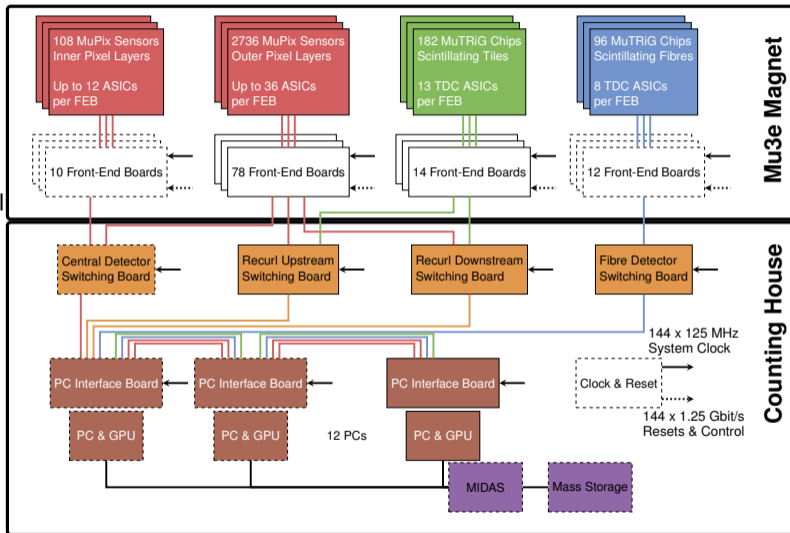 108 MuPix Sensors
Inner Pixel Layers
Up to 12 ASICs
per FEB
2736 MuPix Sensors
Outer Pixel Layers
Up to 36 ASICs
per FEB
182 MuTRiG Chips
Scintillating Tiles
13 TDC ASICs
per FEB
96 MuTRiG Chips
Scintillating Fibres
8 TDC ASICs
per FEB
Mu3e Magnet
10 Front-End Boards
78 Front-End Boards
14 Front-End Boards
12 Front-End Boards
Central Detector
Switching Board
Recurl Upstream
Switching Board
Recurl Downstream
Switching Board
Fibre Detector
Switching Board
Counting House
144 x 125 MHz
System Clock
PC Interface Board
PC Interface Board
PC Interface Board
Clock & Reset
144 x 1.25 Gbit/s
Resets & Control
PC & GPU
PC & GPU
12 PCs
PC & GPU
MIDAS
Mass Storage